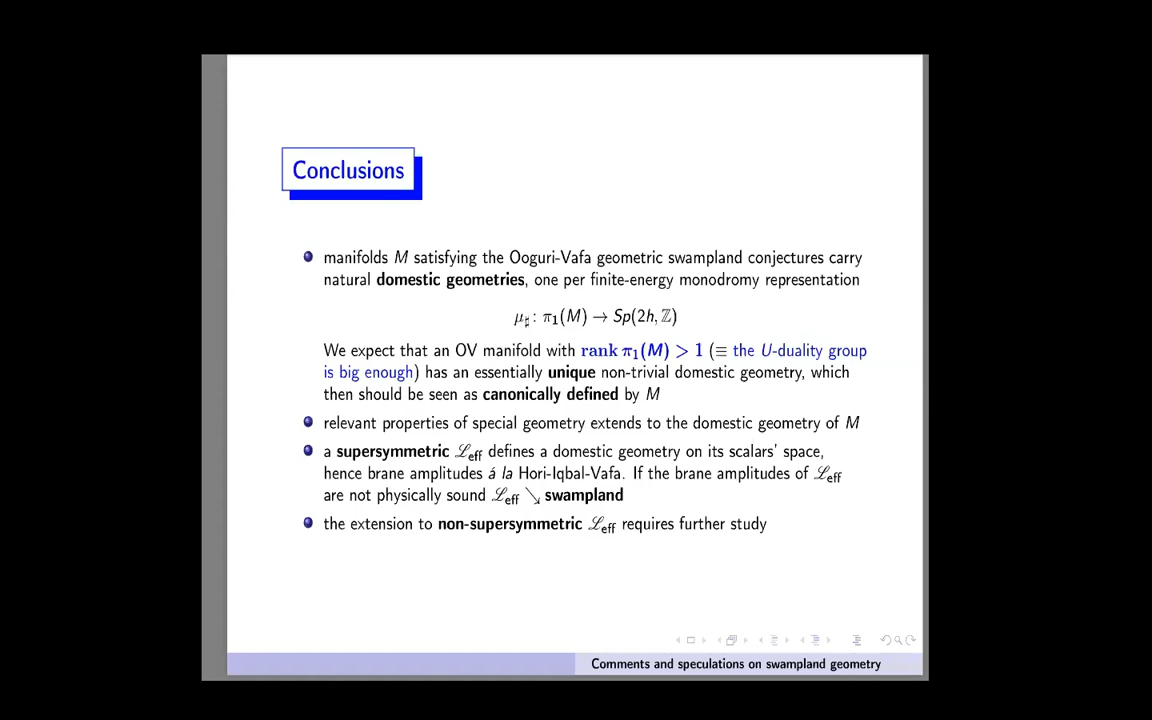 Conclusions
manifolds M satisfying the Ooguri-Vafa geometric swampland conjectures carry
natural domestic geometries, one per finite-energy monodromy representation
μ♮: π₁(M) → Sp(2h, ℤ)
We expect that an OV manifold with rank π₁(M) > 1 (≡ the U-duality group
is big enough) has an essentially unique non-trivial domestic geometry, which
then should be seen as canonically defined by M
relevant properties of special geometry extends to the domestic geometry of M
a supersymmetric ℒeff defines a domestic geometry on its scalars' space,
hence brane amplitudes á la Hori-Iqbal-Vafa. If the brane amplitudes of ℒeff
are not physically sound ℒeff ↘ swampland
the extension to non-supersymmetric ℒeff requires further study
Comments and speculations on swampland geometry